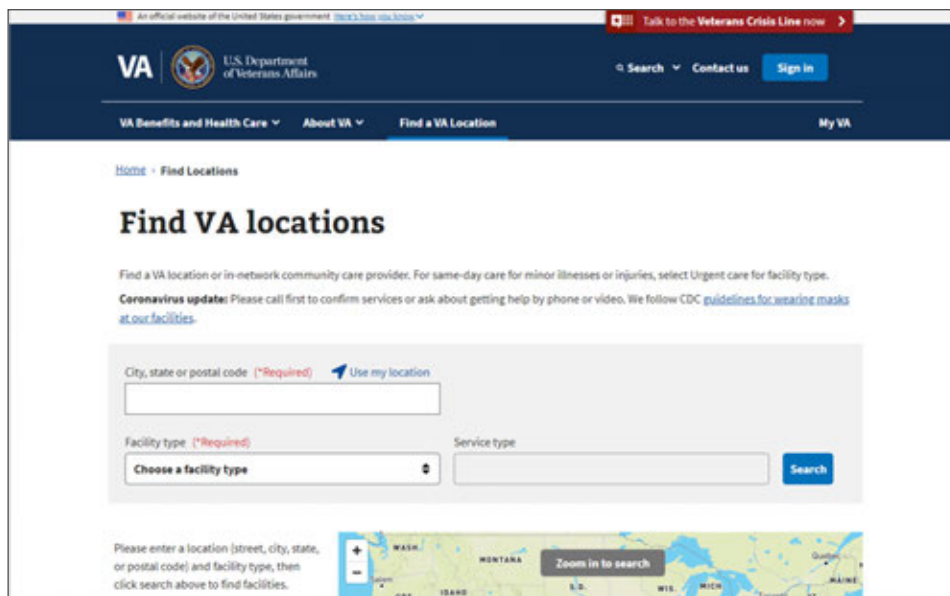 An official website of the United States government Here's how you know
Talk to the Veterans Crisis Line now
VA
U.S. Department
of Veterans Affairs
Search
Contact us
Sign in
VA Benefits and Health Care
About VA
Find a VA Location
My VA
Home › Find Locations
Find VA locations
Find a VA location or in-network community care provider. For same-day care for minor illnesses or injuries, select Urgent care for facility type.
Coronavirus update: Please call first to confirm services or ask about getting help by phone or video. We follow CDC guidelines for wearing masks
at our facilities.
City, state or postal code (*Required) Use my location
Facility type (*Required)
Service type
Choose a facility type
Search
Please enter a location (street, city, state,
or postal code) and facility type, then
click search above to find facilities.
+
−
WASH.
MONTANA
Zoom in to search
Quebec
MAINE
ORE.
IDAHO
S.D.
WIS.
MICH